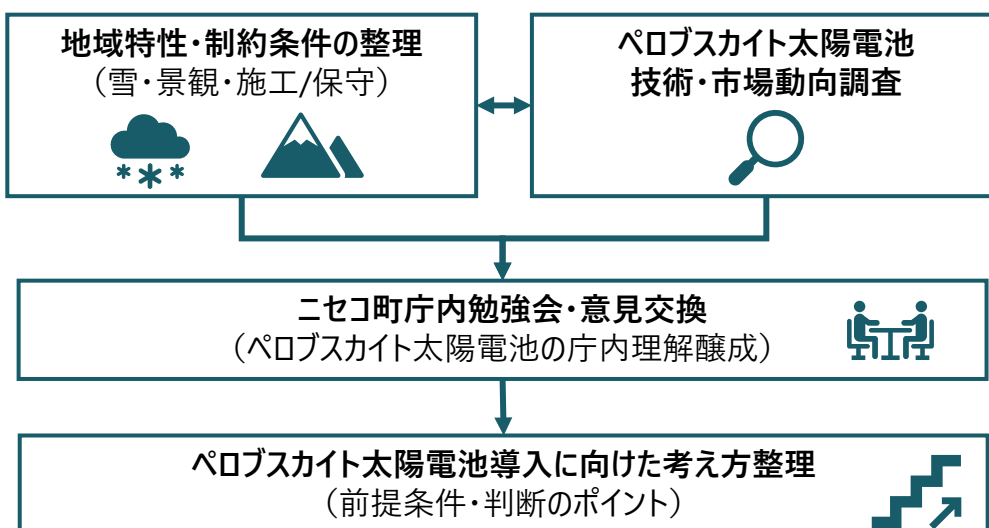 地域特性・制約条件の整理
（雪・景観・施工/保守）
ペロブスカイト太陽電池
技術・市場動向調査
ニセコ町庁内勉強会・意見交換
（ペロブスカイト太陽電池の庁内理解醸成）
ペロブスカイト太陽電池導入に向けた考え方整理
（前提条件・判断のポイント）